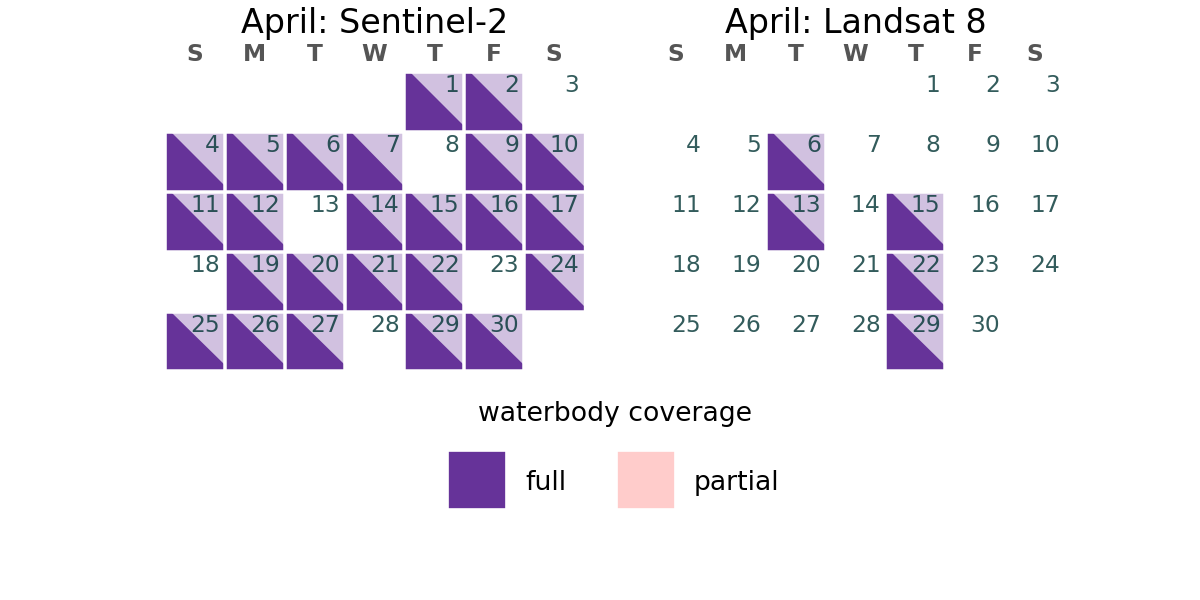 April: Sentinel-2
S M T W T F S
1 2 3
4 5 6 7 8 9 10
11 12 13 14 15 16 17
18 19 20 21 22 23 24
25 26 27 28 29 30
April: Landsat 8
S M T W T F S
1 2 3
4 5 6 7 8 9 10
11 12 13 14 15 16 17
18 19 20 21 22 23 24
25 26 27 28 29 30
waterbody coverage
full partial